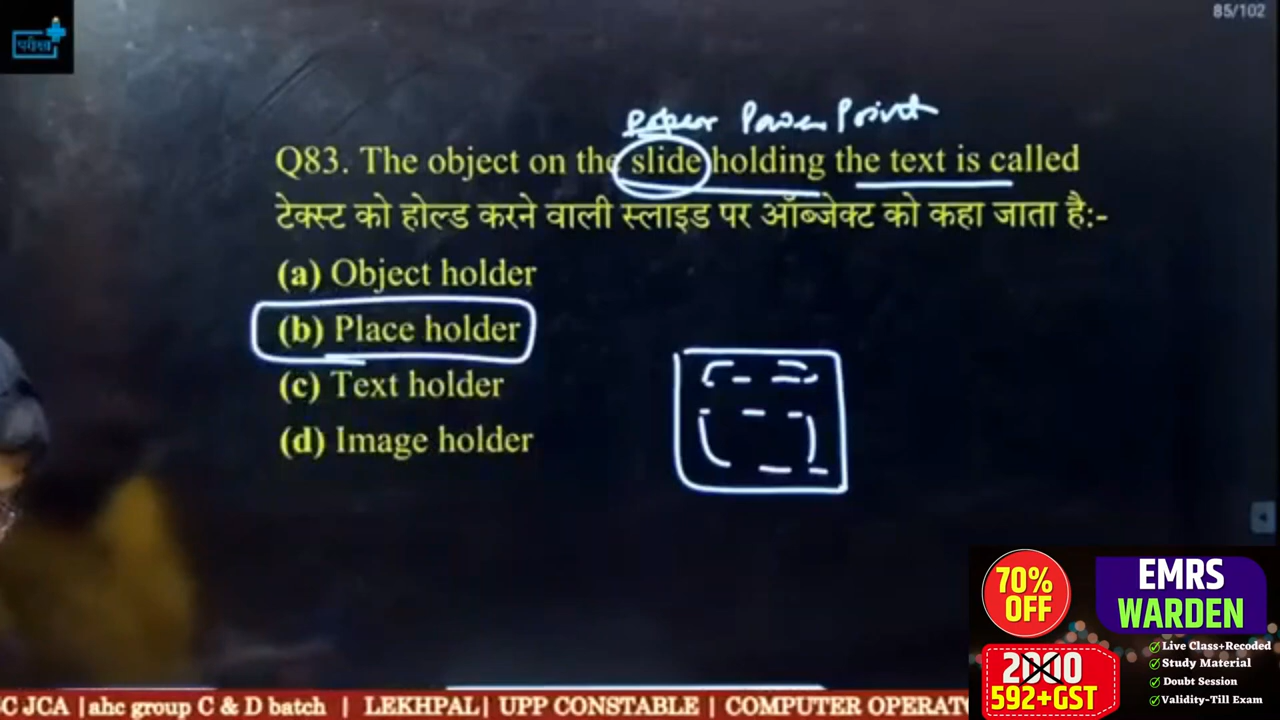 85/102
परीक्षा
Power Point
Q83. The object on the slide holding the text is called
टेक्स्ट को होल्ड करने वाली स्लाइड पर ऑब्जेक्ट को कहा जाता है:-
(a) Object holder
(b) Place holder
(c) Text holder
(d) Image holder
70%
OFF
EMRS
WARDEN
2000
592+GST
Live Class+Recoded
Study Material
Doubt Session
Validity-Till Exam
C JCA |ahc group C & D batch LEKHPAL| UPP CONSTABLE | COMPUTER OPERATO